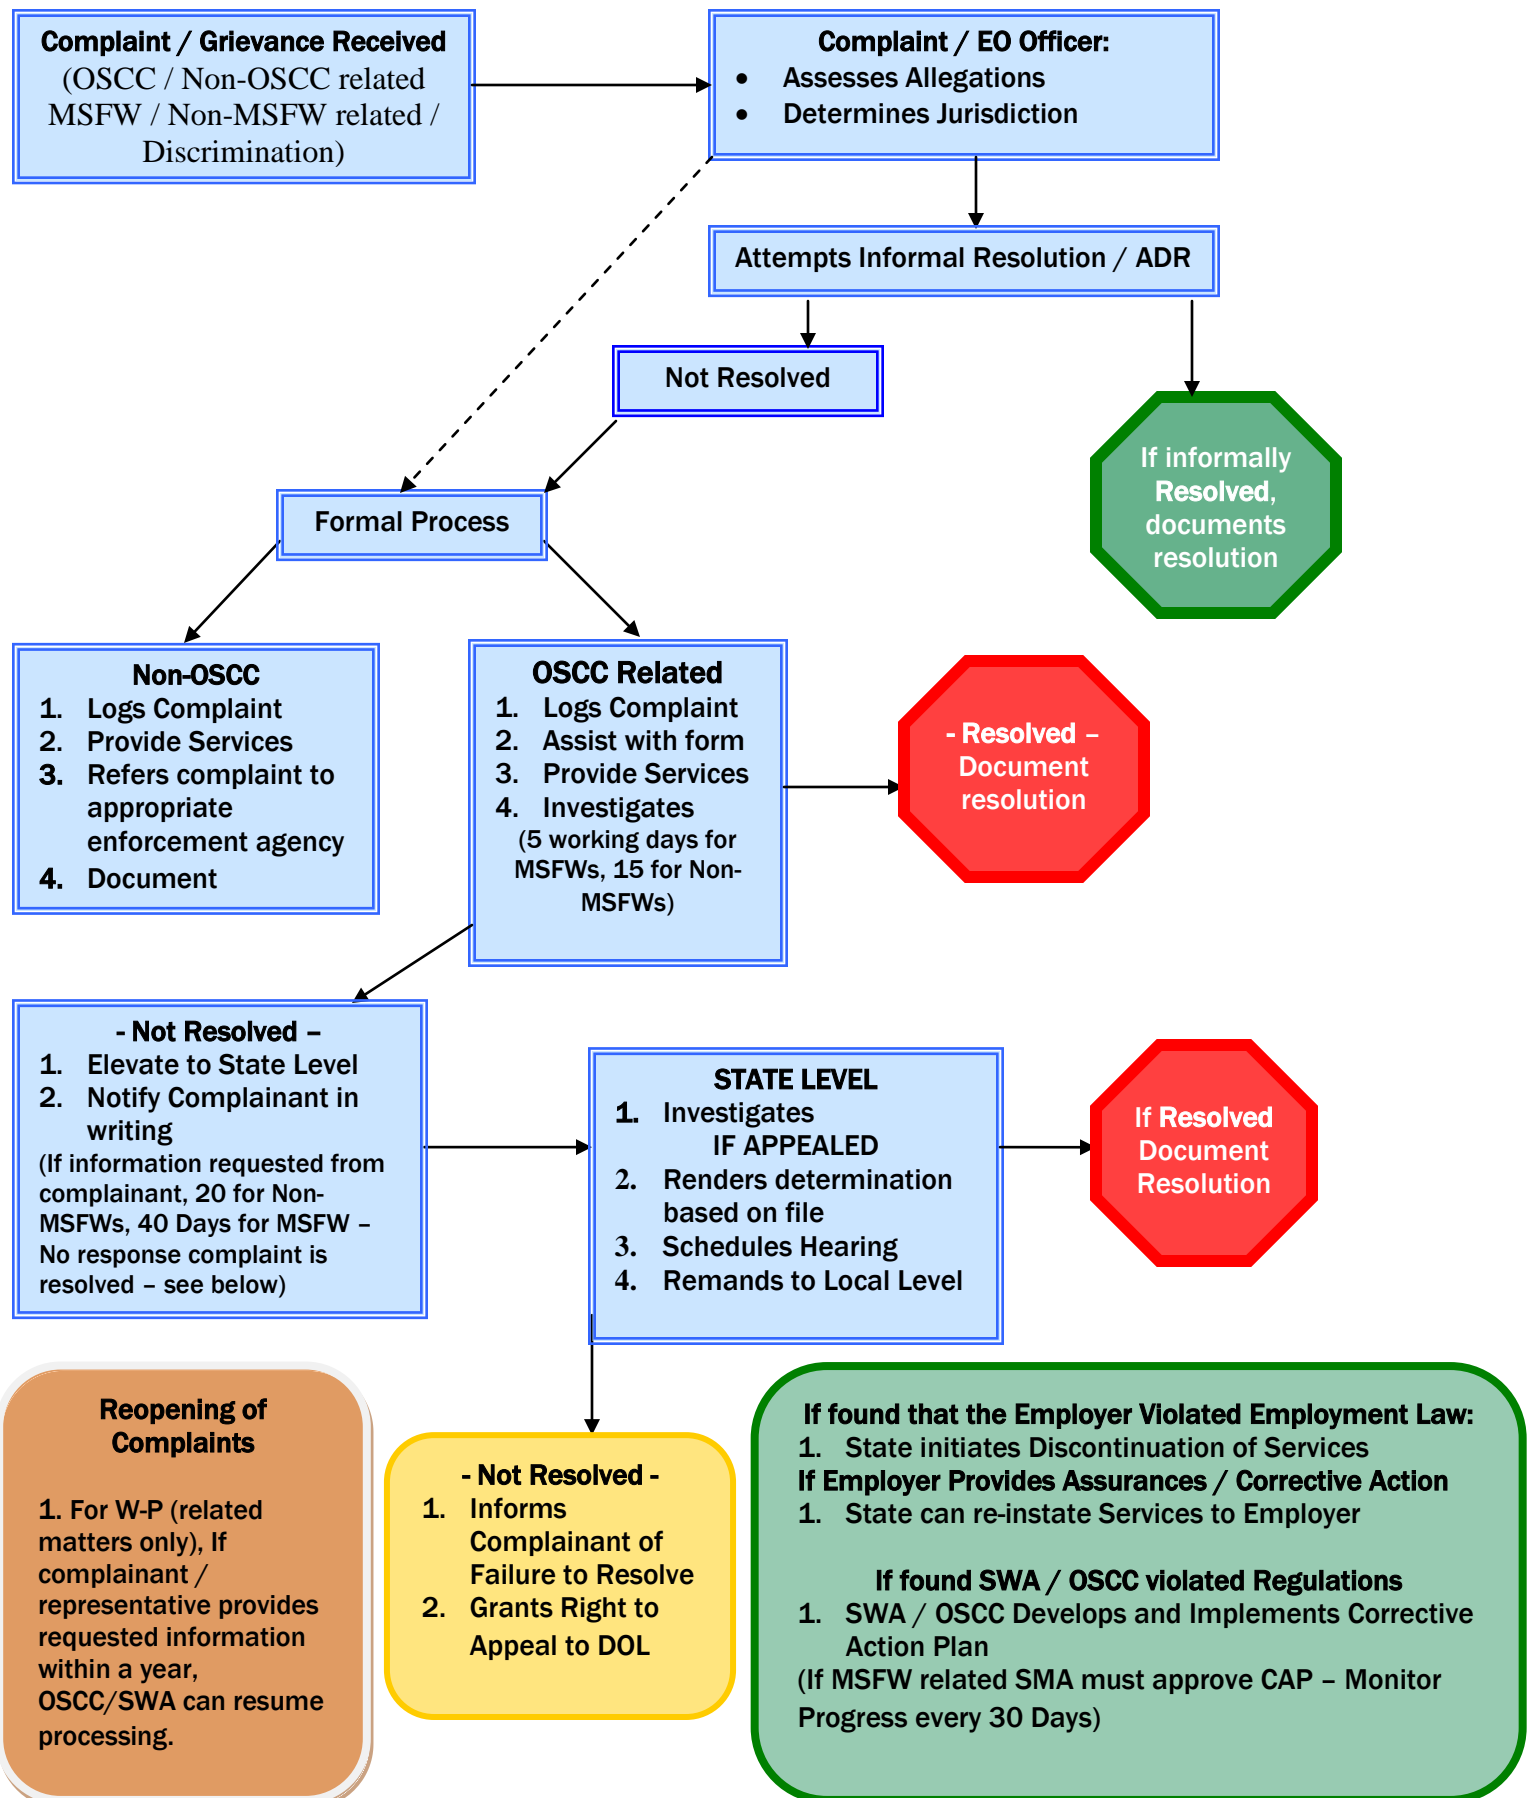 Complaint / Grievance Received
(OSCC / Non-OSCC related
MSFW / Non-MSFW related /
Discrimination)
Complaint / EO Officer:
• Assesses Allegations
• Determines Jurisdiction
Attempts Informal Resolution / ADR
Not Resolved
If informally
Resolved,
documents
resolution
Formal Process
Non-OSCC
1. Logs Complaint
2. Provide Services
3. Refers complaint to
appropriate
enforcement agency
4. Document
OSCC Related
1. Logs Complaint
2. Assist with form
3. Provide Services
4. Investigates
(5 working days for
MSFWs, 15 for Non-
MSFWs)
- Resolved –
Document
resolution
- Not Resolved –
1. Elevate to State Level
2. Notify Complainant in
writing
(If information requested from
complainant, 20 for Non-
MSFWs, 40 Days for MSFW –
No response complaint is
resolved – see below)
STATE LEVEL
1. Investigates
IF APPEALED
2. Renders determination
based on file
3. Schedules Hearing
4. Remands to Local Level
If Resolved
Document
Resolution
Reopening of
Complaints
1. For W-P (related
matters only), If
complainant /
representative provides
requested information
within a year,
OSCC/SWA can resume
processing.
- Not Resolved -
1. Informs
Complainant of
Failure to Resolve
2. Grants Right to
Appeal to DOL
If found that the Employer Violated Employment Law:
1. State initiates Discontinuation of Services
If Employer Provides Assurances / Corrective Action
1. State can re-instate Services to Employer
If found SWA / OSCC violated Regulations
1. SWA / OSCC Develops and Implements Corrective
Action Plan
(If MSFW related SMA must approve CAP – Monitor
Progress every 30 Days)